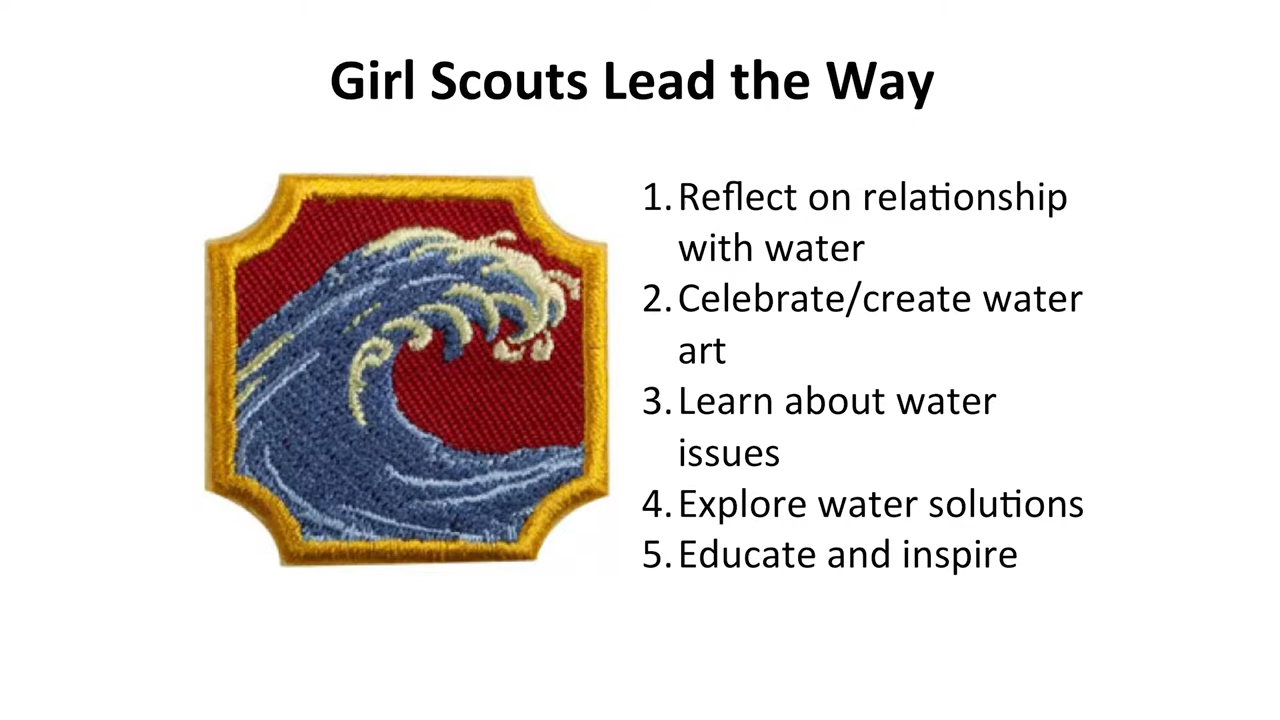 Girl Scouts Lead the Way
1. Reflect on relationship
with water
2. Celebrate/create water
art
3. Learn about water
issues
4. Explore water solutions
5. Educate and inspire